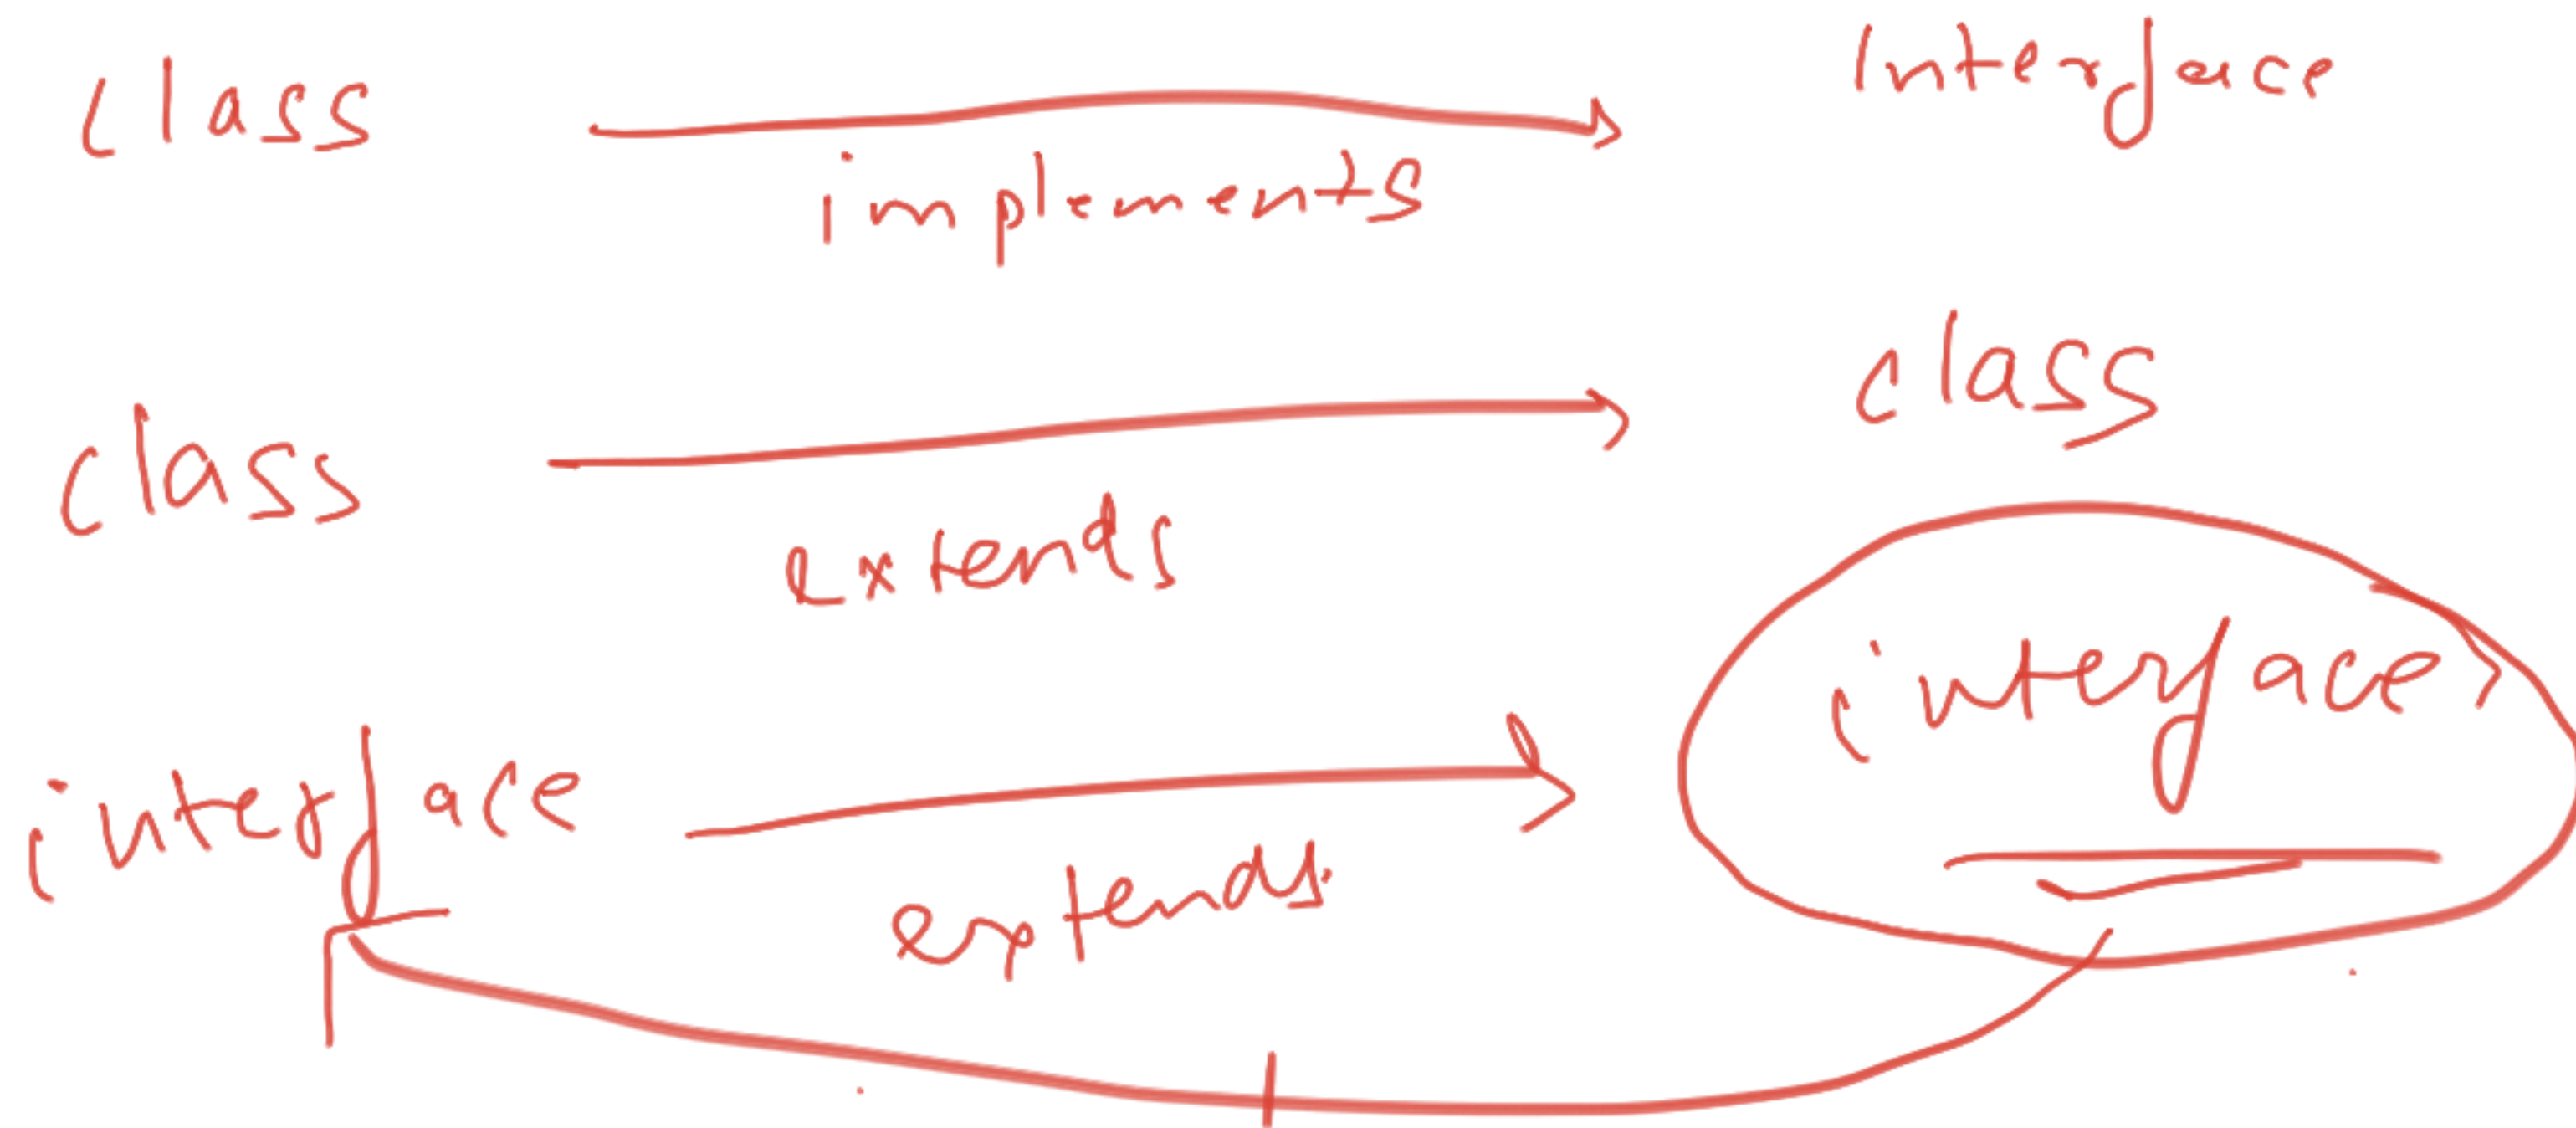 class implements Interface
class extends class
interface extends interface